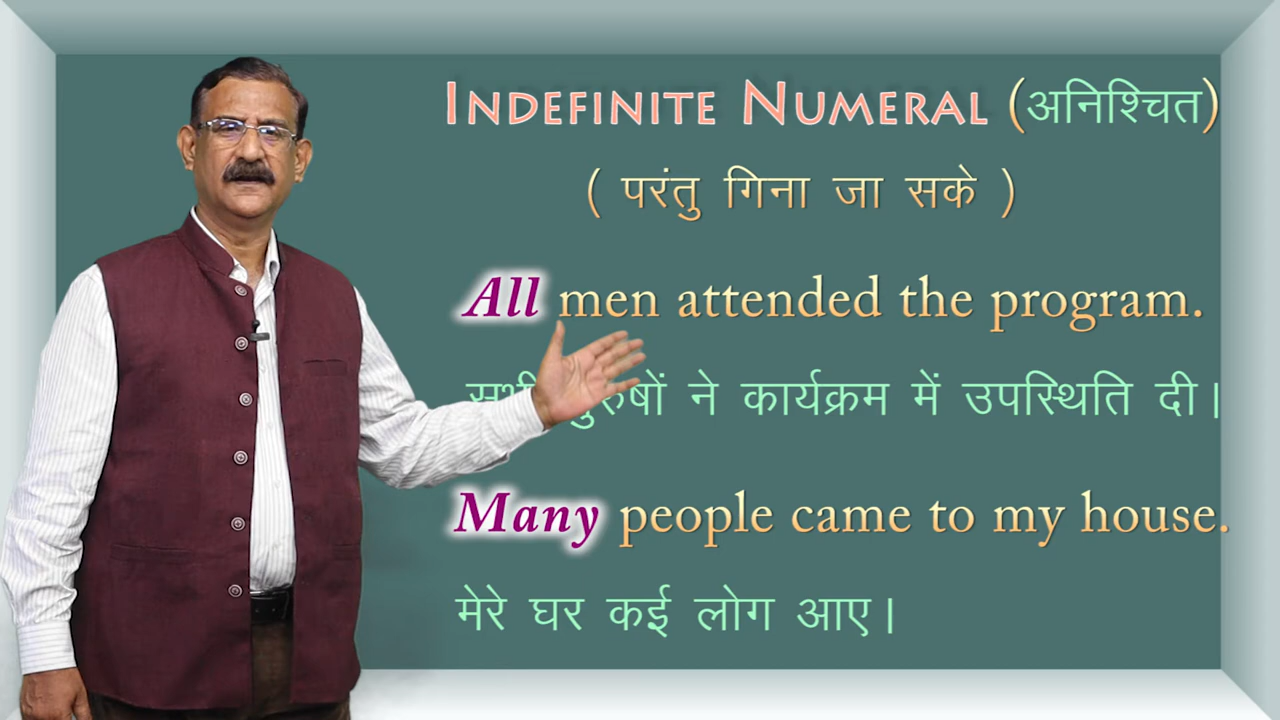 INDEFINITE NUMERAL (अनिश्चित)
( परंतु गिना जा सके )
All men attended the program.
ने कार्यक्रम में उपस्थिति दी।
Many people came to my house.
मेरे घर कई लोग आए।